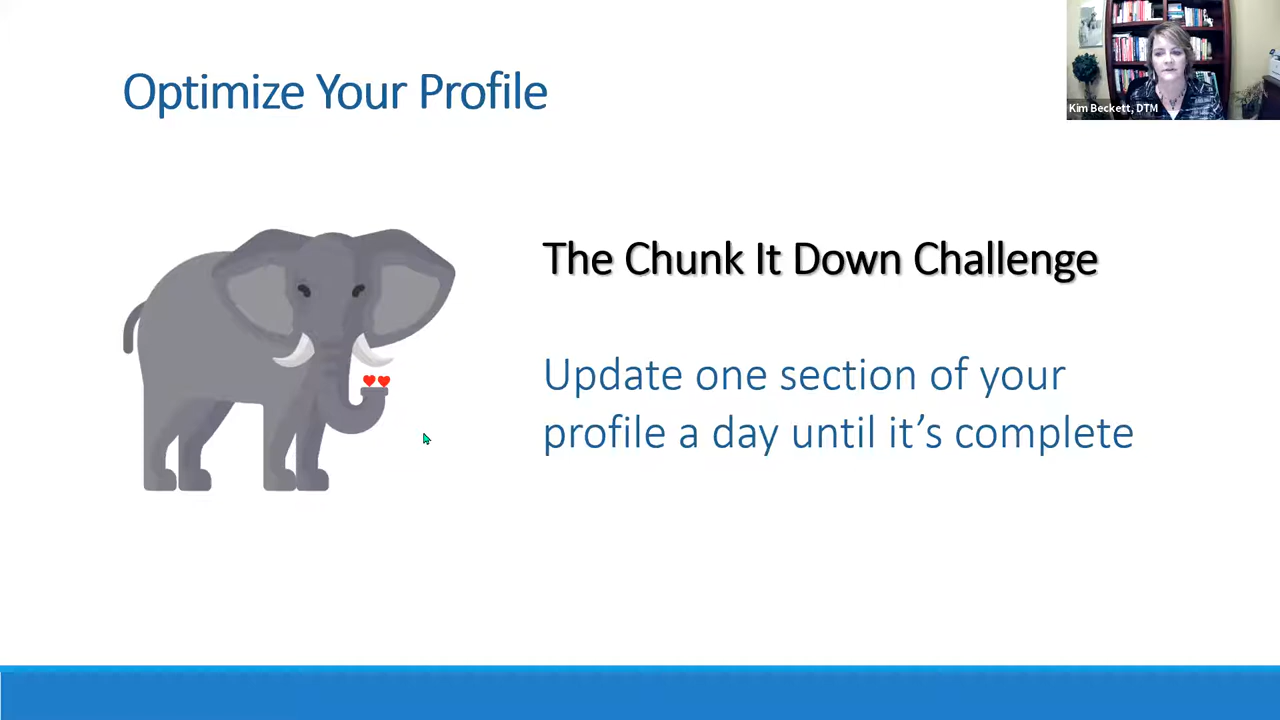 Optimize Your Profile
Kim Beckett, DTM
The Chunk It Down Challenge
Update one section of your
profile a day until it’s complete